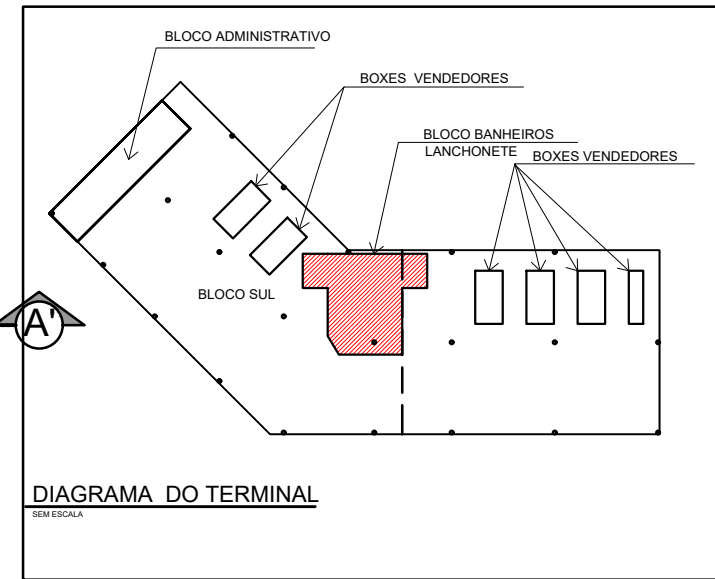 BLOCO ADMINISTRATIVO
BOXES VENDEDORES
BLOCO BANHEIROS
LANCHONETE
BOXES VENDEDORES
BLOCO SUL
A'
DIAGRAMA DO TERMINAL
SEM ESCALA